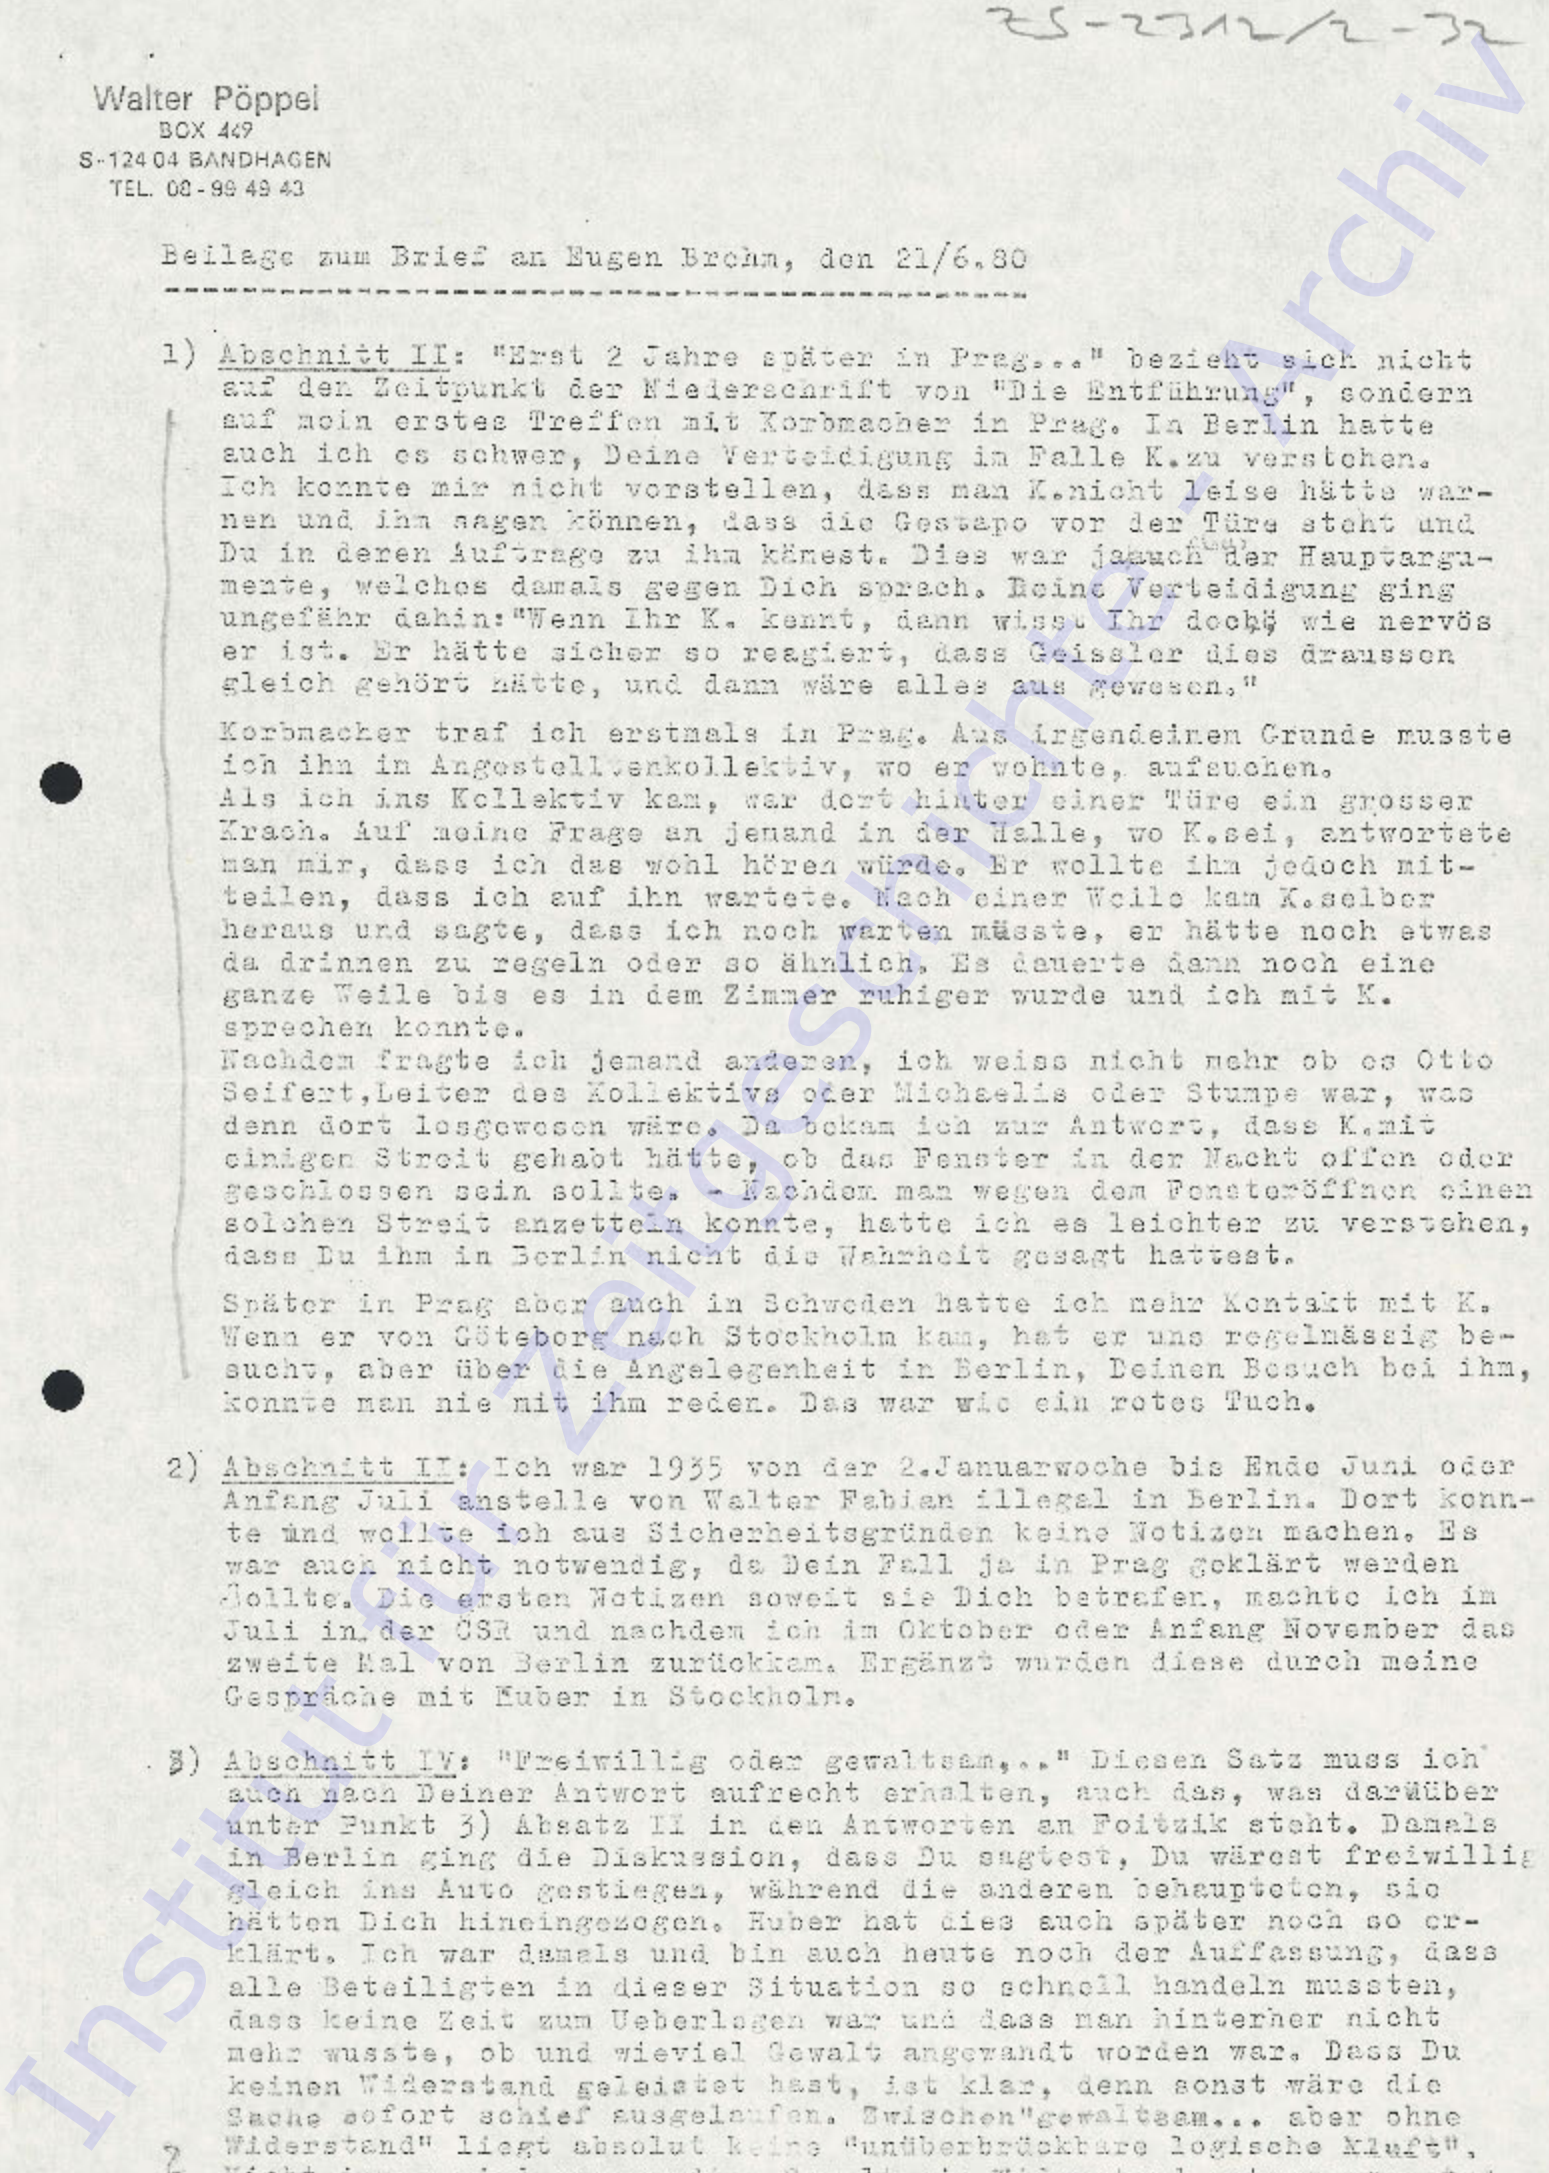 ZS-2312/2-32
Walter Pöppel
BOX 449
S-124 04 BANDHAGEN
TEL. 08-99 49 43
Beilage zum Brief an Eugen Brehm, den 21/6.80
1) Abschnitt II: "Erst 2 Jahre später in Prag..." bezieht sich nicht
auf den Zeitpunkt der Niederschrift von "Die Entführung", sondern
auf mein erstes Treffen mit Korbmacher in Prag. In Berlin hatte
auch ich es schwer, Deine Verteidigung im Falle K.zu verstehen.
Ich konnte mir nicht vorstellen, dass man K.nicht leise hätte war-
nen und ihm sagen können, dass die Gestapo vor der Türe steht und
Du in deren Auftrage zu ihm kämest. Dies war ja auch der Hauptargu-
mente, welches damals gegen Dich sprach. Deine Verteidigung ging
ungefähr dahin:"Wenn Ihr K. kennt, dann wisst Ihr doch, wie nervös
er ist. Er hätte sicher so reagiert, dass Geissler dies draussen
gleich gehört hätte, und dann wäre alles aus gewesen."
Korbmacher traf ich erstmals in Prag. Aus irgendeinem Grunde musste
ich ihn im Angestelltenkollektiv, wo er wohnte, aufsuchen.
Als ich ins Kollektiv kam, war dort hinter einer Türe ein grosser
Krach. Auf meine Frage an jemand in der Halle, wo K.sei, antwortete
man mir, dass ich das wohl hören würde. Er wollte ihm jedoch mit-
teilen, dass ich auf ihn wartete. Nach einer Weile kam K.selber
heraus und sagte, dass ich noch warten müsste, er hätte noch etwas
da drinnen zu regeln oder so ähnlich. Es dauerte dann noch eine
ganze Weile bis es in dem Zimmer ruhiger wurde und ich mit K.
sprechen konnte.
Nachdem fragte ich jemand anderen, ich weiss nicht mehr ob es Otto
Seifert,Leiter des Kollektivs oder Michaelis oder Stumpe war, was
denn dort losgewesen wäre. Da bekam ich zur Antwort, dass K.mit
einigen Streit gehabt hätte, ob das Fenster in der Nacht offen oder
geschlossen sein sollte. - Nachdem man wegen dem Fensteröffnen einen
solchen Streit anzetteln konnte, hatte ich es leichter zu verstehen,
dass Du ihm in Berlin nicht die Wahrheit gesagt hattest.
Später in Prag aber auch in Schweden hatte ich mehr Kontakt mit K.
Wenn er von Göteborg nach Stockholm kam, hat er uns regelmässig be-
sucht, aber über die Angelegenheit in Berlin, Deinen Besuch bei ihm,
konnte man nie mit ihm reden. Das war wie ein rotes Tuch.
2) Abschnitt II: Ich war 1935 von der 2.Januarwoche bis Ende Juni oder
Anfang Juli anstelle von Walter Fabian illegal in Berlin. Dort konn-
te und wollte ich aus Sicherheitsgründen keine Notizen machen. Es
war auch nicht notwendig, da Dein Fall ja in Prag geklärt werden
sollte. Die ersten Notizen soweit sie Dich betrafen, machte ich im
Juli in der CSR und nachdem ich im Oktober oder Anfang November das
zweite Mal von Berlin zurückkam. Ergänzt wurden diese durch meine
Gespräche mit Huber in Stockholm.
3) Abschnitt IV: "Freiwillig oder gewaltsam,.." Diesen Satz muss ich
auch nach Deiner Antwort aufrecht erhalten, auch das, was darüüber
unter Punkt 3) Absatz II in den Antworten an Foitzik steht. Damals
in Berlin ging die Diskussion, dass Du sagtest, Du wärest freiwillig
gleich ins Auto gestiegen, während die anderen behaupteten, sie
hätten Dich hineingezogen. Huber hat dies auch später noch so er-
klärt. Ich war damals und bin auch heute noch der Auffassung, dass
alle Beteiligten in dieser Situation so schnell handeln mussten,
dass keine Zeit zum Ueberlegen war und dass man hinterher nicht
mehr wusste, ob und wieviel Gewalt angewandt worden war. Dass Du
keinen Widerstand geleistet hast, ist klar, denn sonst wäre die
Sache sofort schief ausgelaufen. Zwischen"gewaltsam... aber ohne
Widerstand" liegt absolut keine "unüberbrückbare logische Kluft",
?
Institut für Zeitgeschichte - Archiv